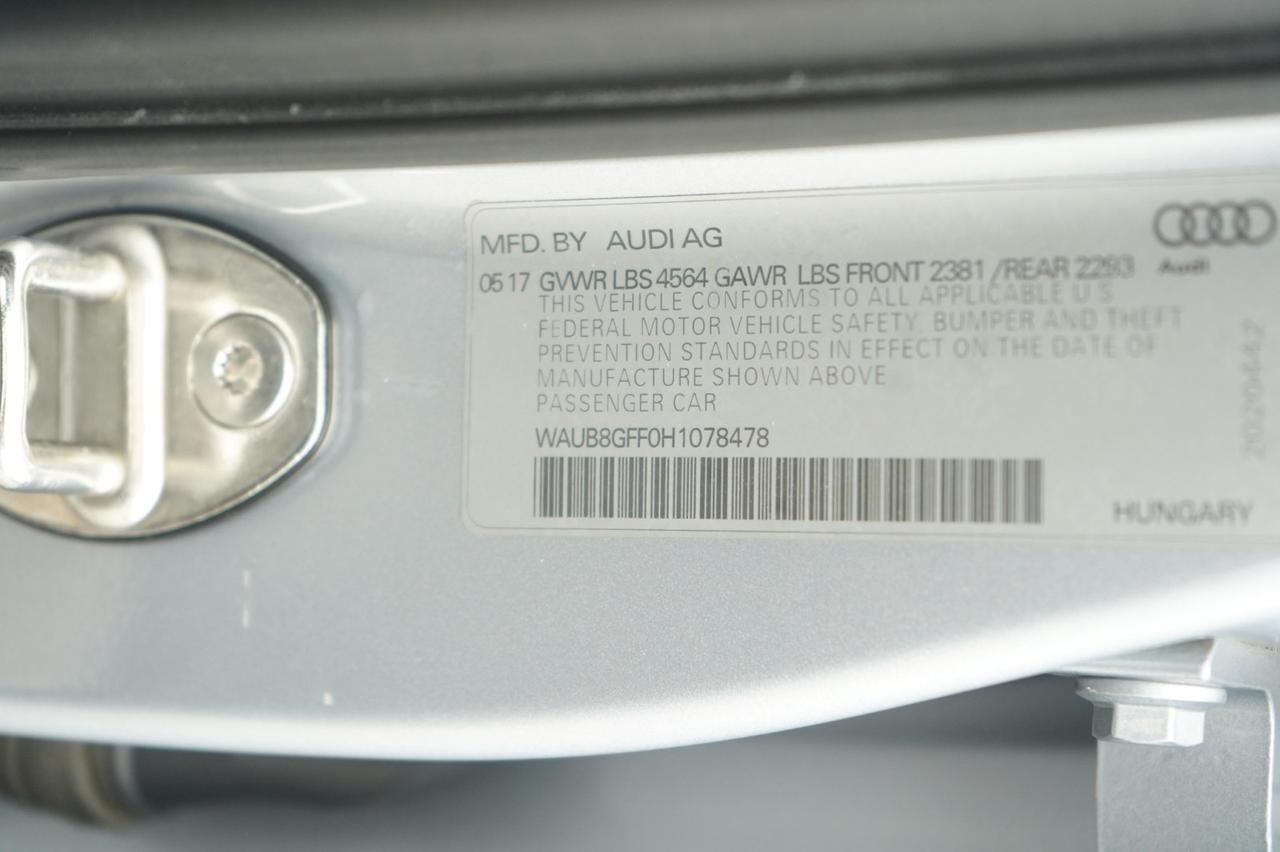 MFD. BY AUDI AG
05 17 GVWR LBS 4564 GAWR LBS FRONT 2381 /REAR 2293
Audi
THIS VEHICLE CONFORMS TO ALL APPLICABLE U.S
FEDERAL MOTOR VEHICLE SAFETY. BUMPER AND THEFT
PREVENTION STANDARDS IN EFFECT ON THE DATE OF
MANUFACTURE SHOWN ABOVE
PASSENGER CAR
WAUB8GFF0H1078478
HUNGARY
20204442